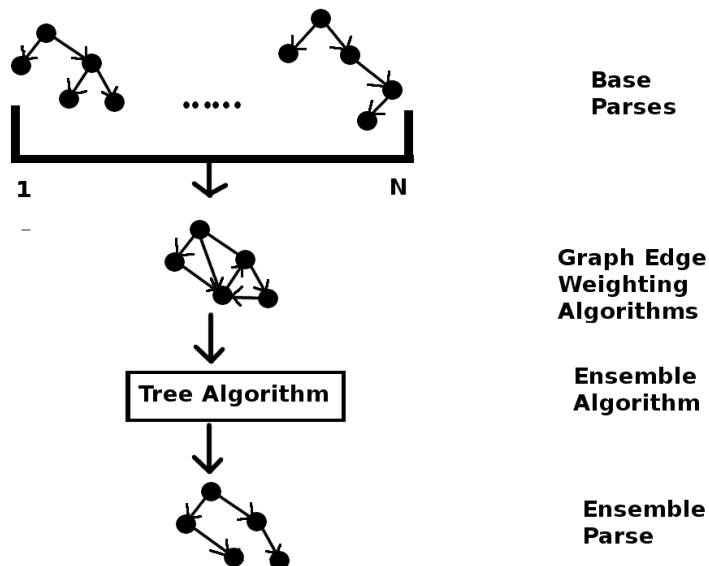 Base
Parses
1
N
Graph Edge
Weighting
Algorithms
Tree Algorithm
Ensemble
Algorithm
Ensemble
Parse